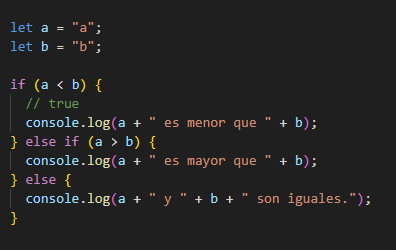 let a = "a";
let b = "b";
if (a < b) {
// true
console.log(a + " es menor que " + b);
} else if (a > b) {
console.log(a + " es mayor que " + b);
} else {
console.log(a + " y " + b + " son iguales.");
}